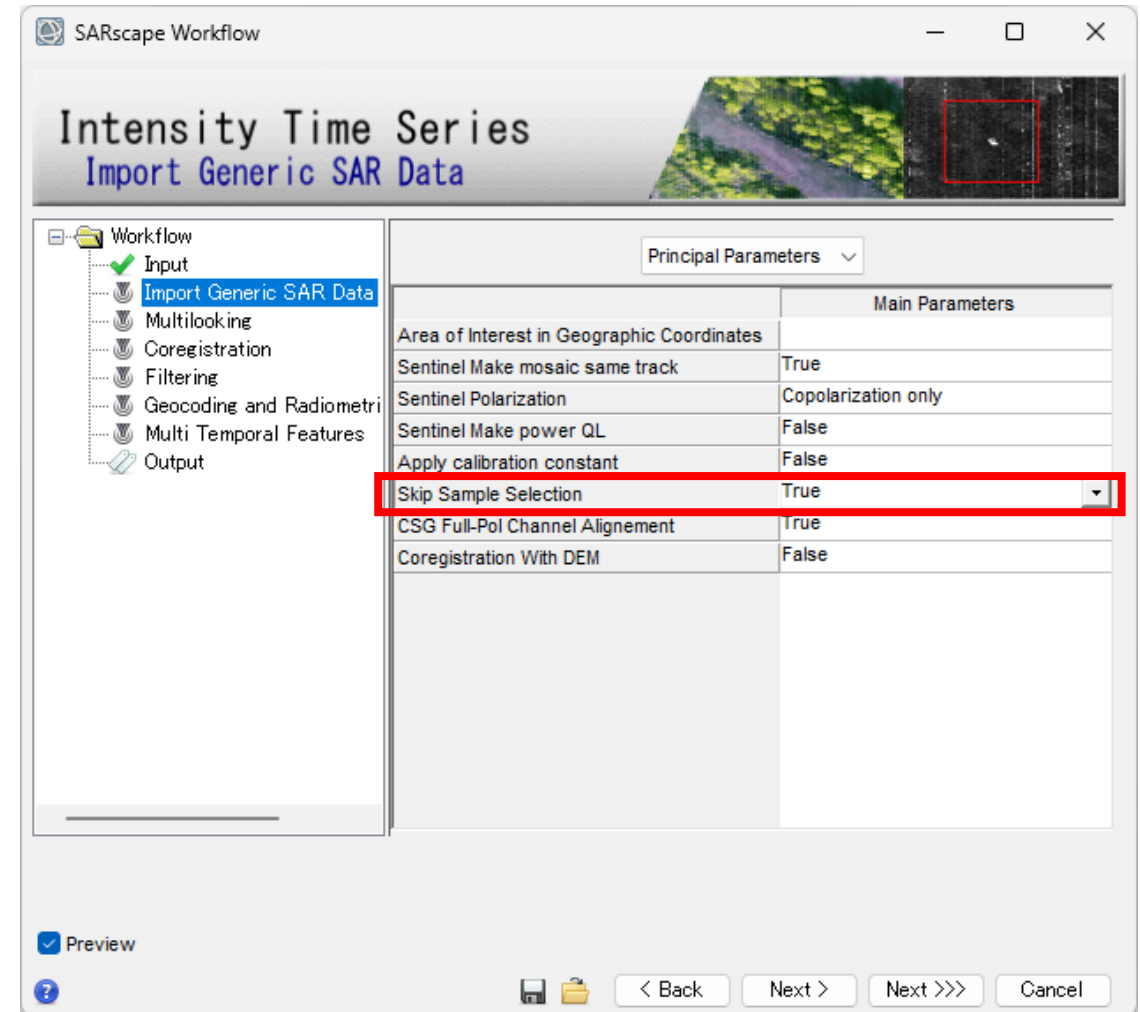 SARscape Workflow
Intensity Time Series
Import Generic SAR Data
Workflow
Input
Import Generic SAR Data
Multilooking
Coregistration
Filtering
Geocoding and Radiometri
Multi Temporal Features
Output
Principal Parameters
Main Parameters
Area of Interest in Geographic Coordinates
Sentinel Make mosaic same track True
Sentinel Polarization Copolarization only
Sentinel Make power QL False
Apply calibration constant False
Skip Sample Selection True
CSG Full-Pol Channel Alignement True
Coregistration With DEM False
Preview
? < Back Next > Next >>> Cancel